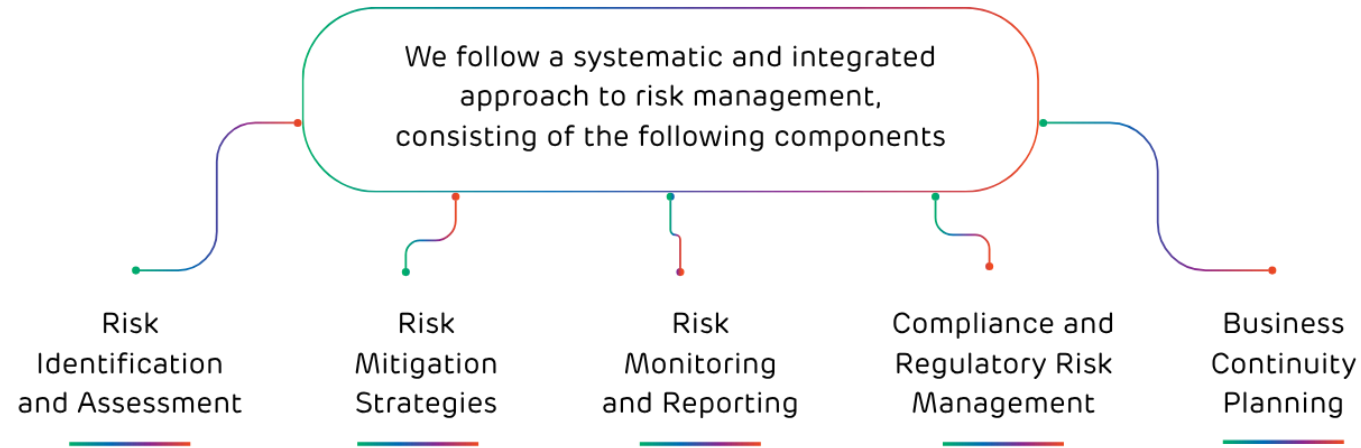 We follow a systematic and integrated
approach to risk management,
consisting of the following components
Risk
Identification
and Assessment
Risk
Mitigation
Strategies
Risk
Monitoring
and Reporting
Compliance and
Regulatory Risk
Management
Business
Continuity
Planning